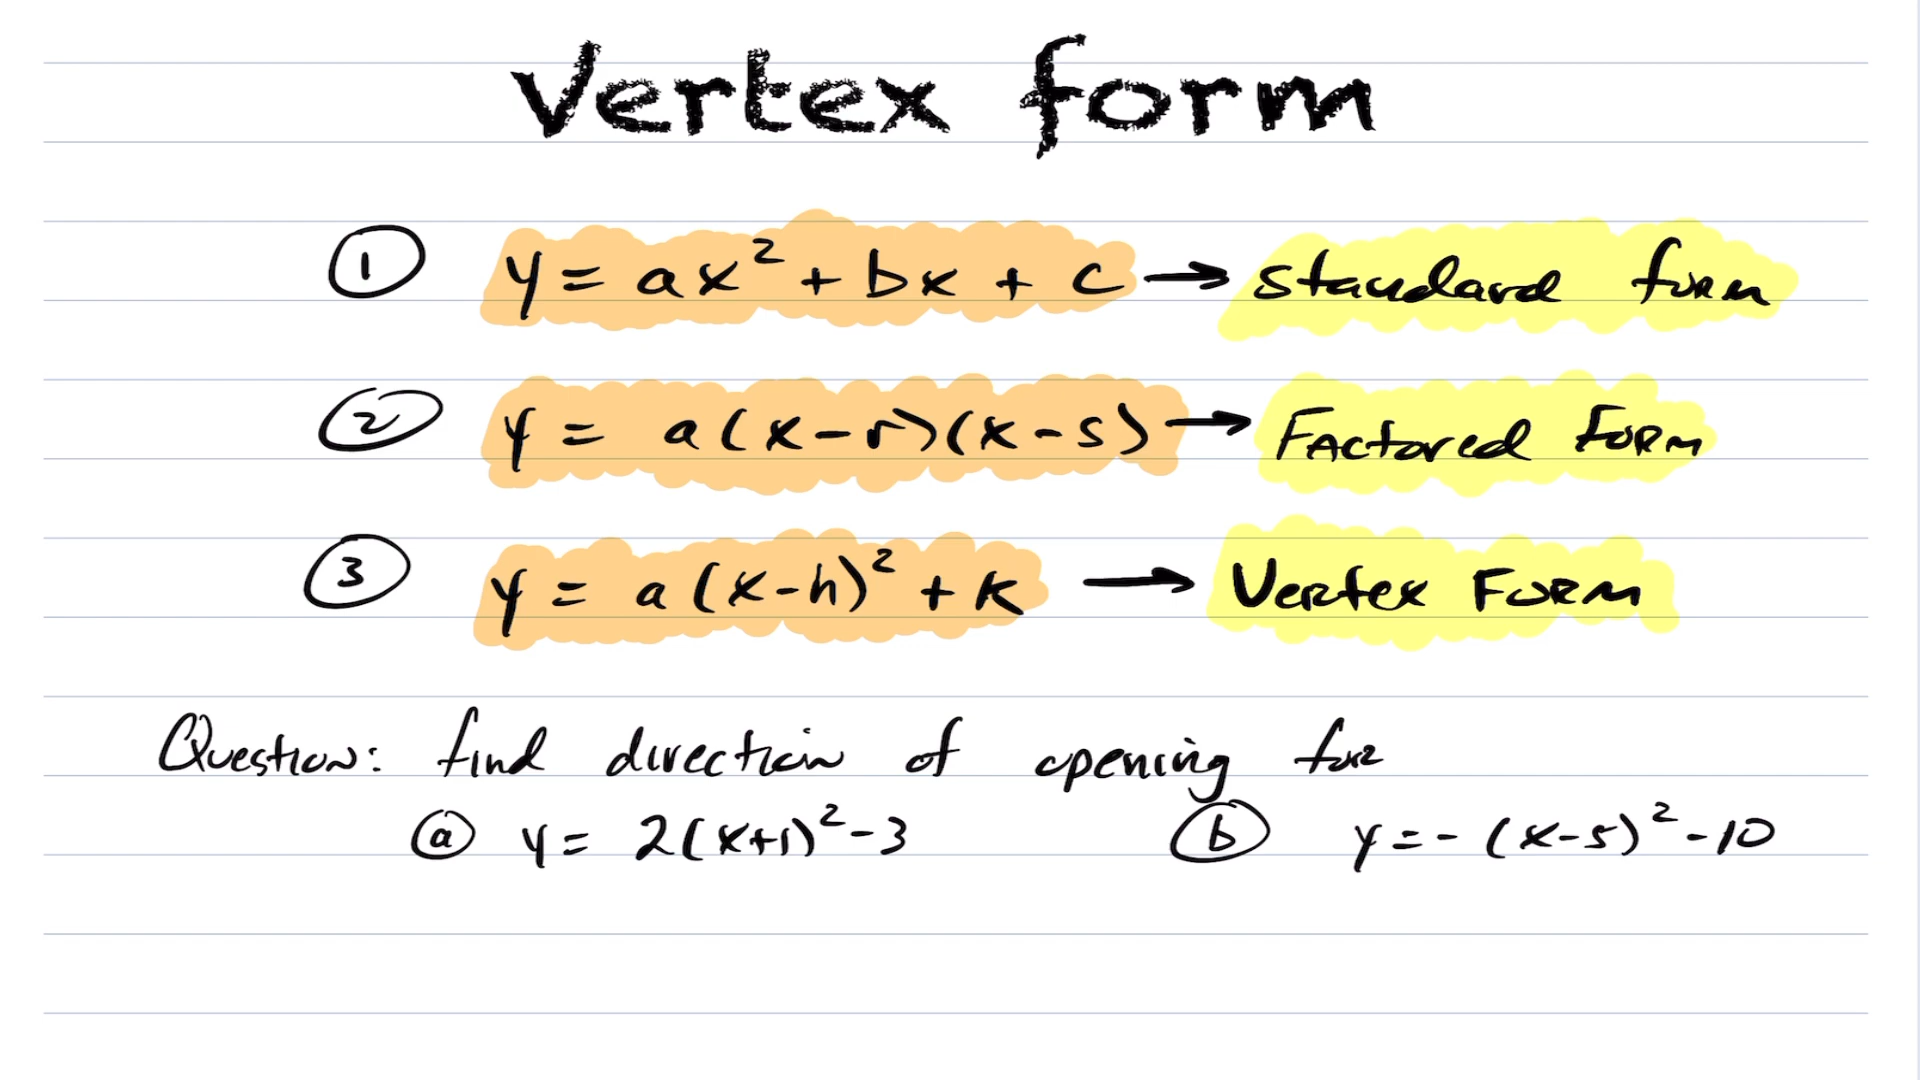 Vertex form
① y = ax² + bx + c → standard form
② y = a(x-r)(x-s) → Factored Form
③ y = a(x-h)² + k → Vertex Form
Question: find direction of opening for
ⓐ y = 2(x+1)²-3 ⓑ y = -(x-5)²-10